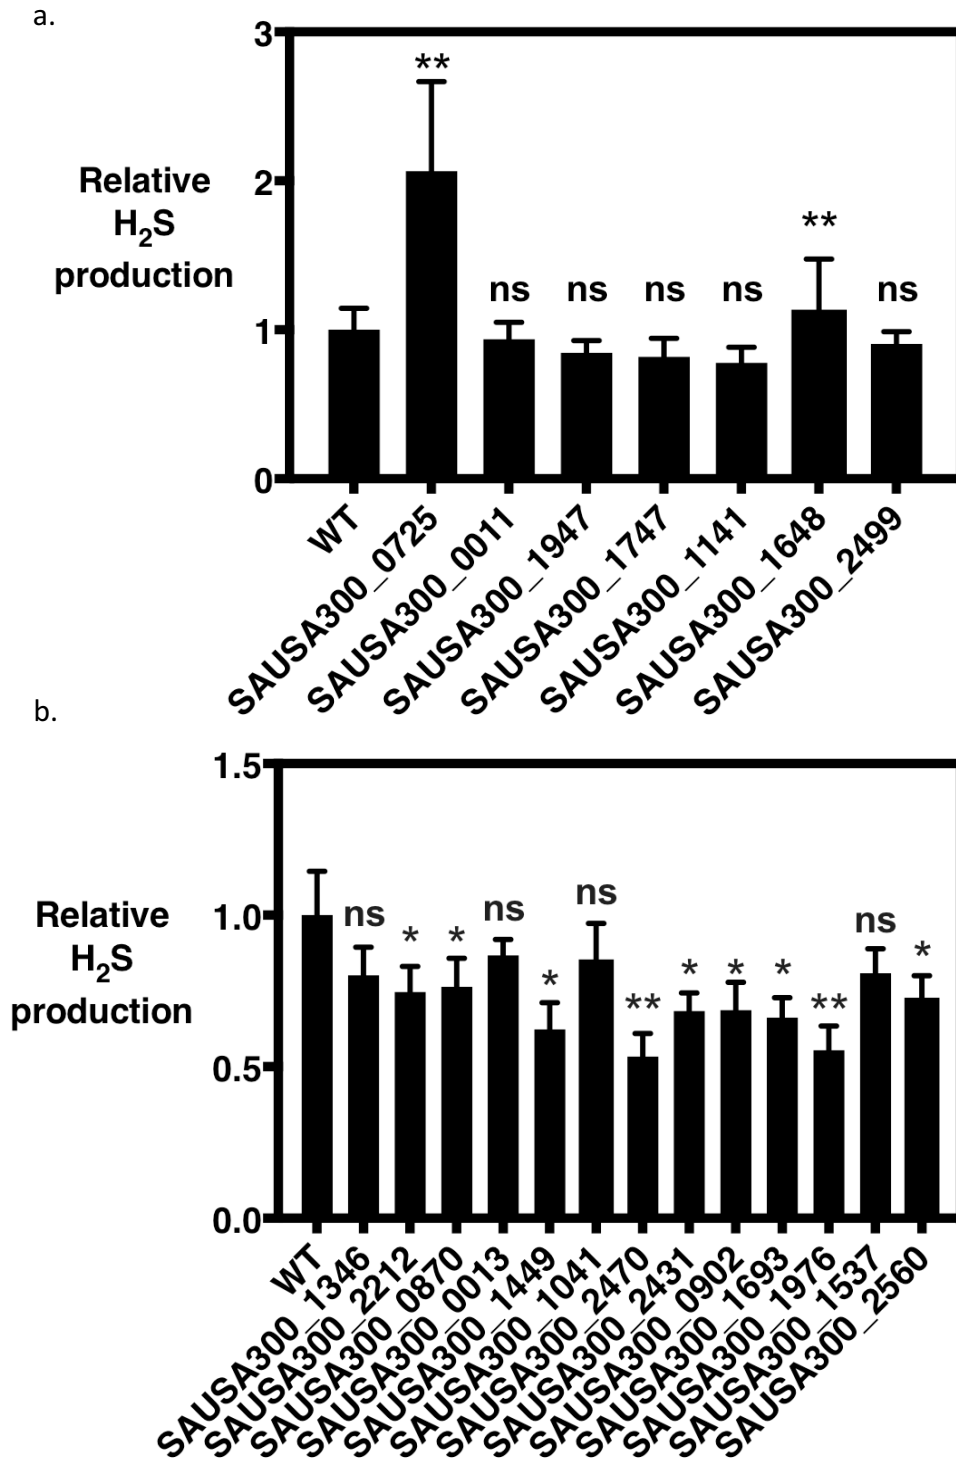 a.
3
2
1
0
Relative
H₂S
production
**
ns
ns
ns
ns
**
ns
WT
SAUSA300_0725
SAUSA300_0011
SAUSA300_1947
SAUSA300_1747
SAUSA300_1141
SAUSA300_1648
SAUSA300_2499
b.
1.5
1.0
0.5
0.0
Relative
H₂S
production
ns
*
*
ns
*
ns
**
*
*
*
**
ns
*
WT
SAUSA300_1346
SAUSA300_2212
SAUSA300_0870
SAUSA300_0013
SAUSA300_1449
SAUSA300_1041
SAUSA300_2470
SAUSA300_2431
SAUSA300_0902
SAUSA300_1693
SAUSA300_1976
SAUSA300_1537
SAUSA300_2560